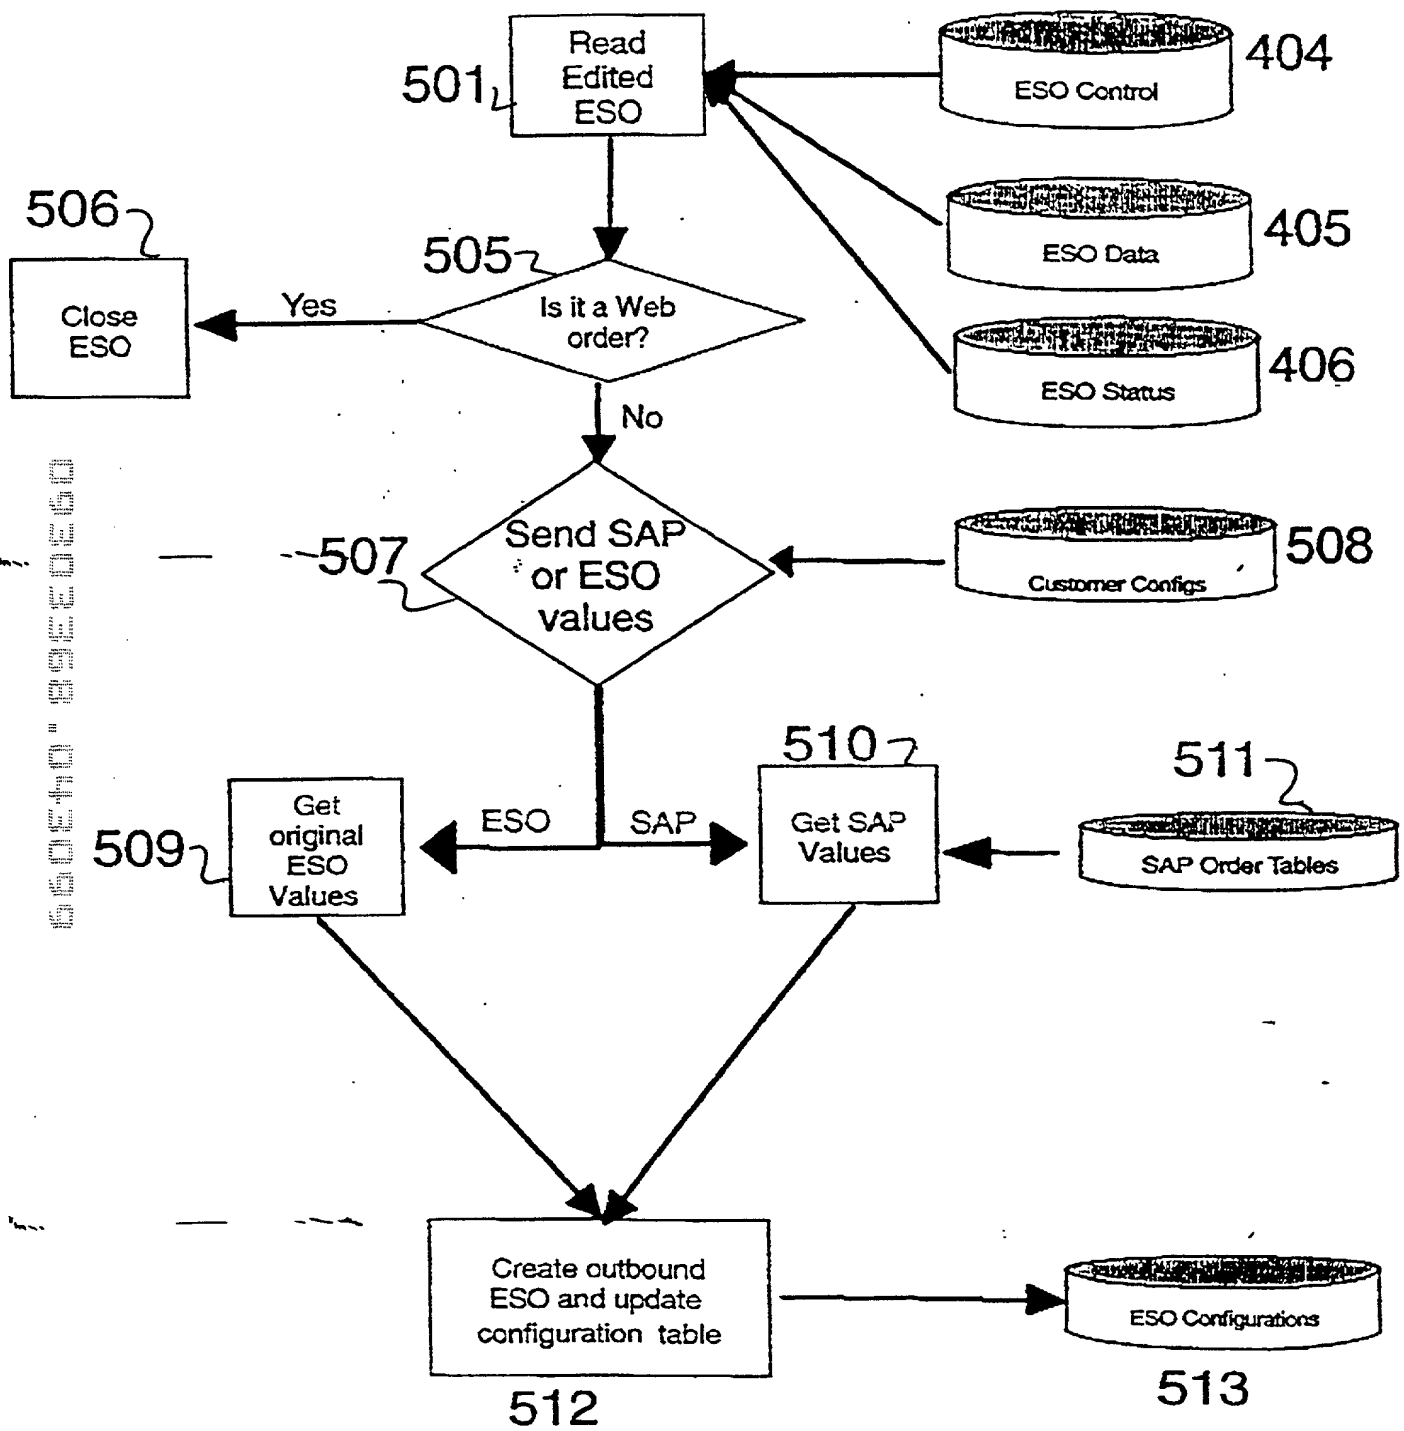 Read
Edited
ESO
501
ESO Control
404
ESO Data
405
ESO Status
406
506
Close
ESO
Yes
505
Is it a Web
order?
No
507
Send SAP
or ESO
values
Customer Configs
508
ESO
SAP
509
Get
original
ESO
Values
510
Get SAP
Values
511
SAP Order Tables
Create outbound
ESO and update
configuration table
512
ESO Configurations
513